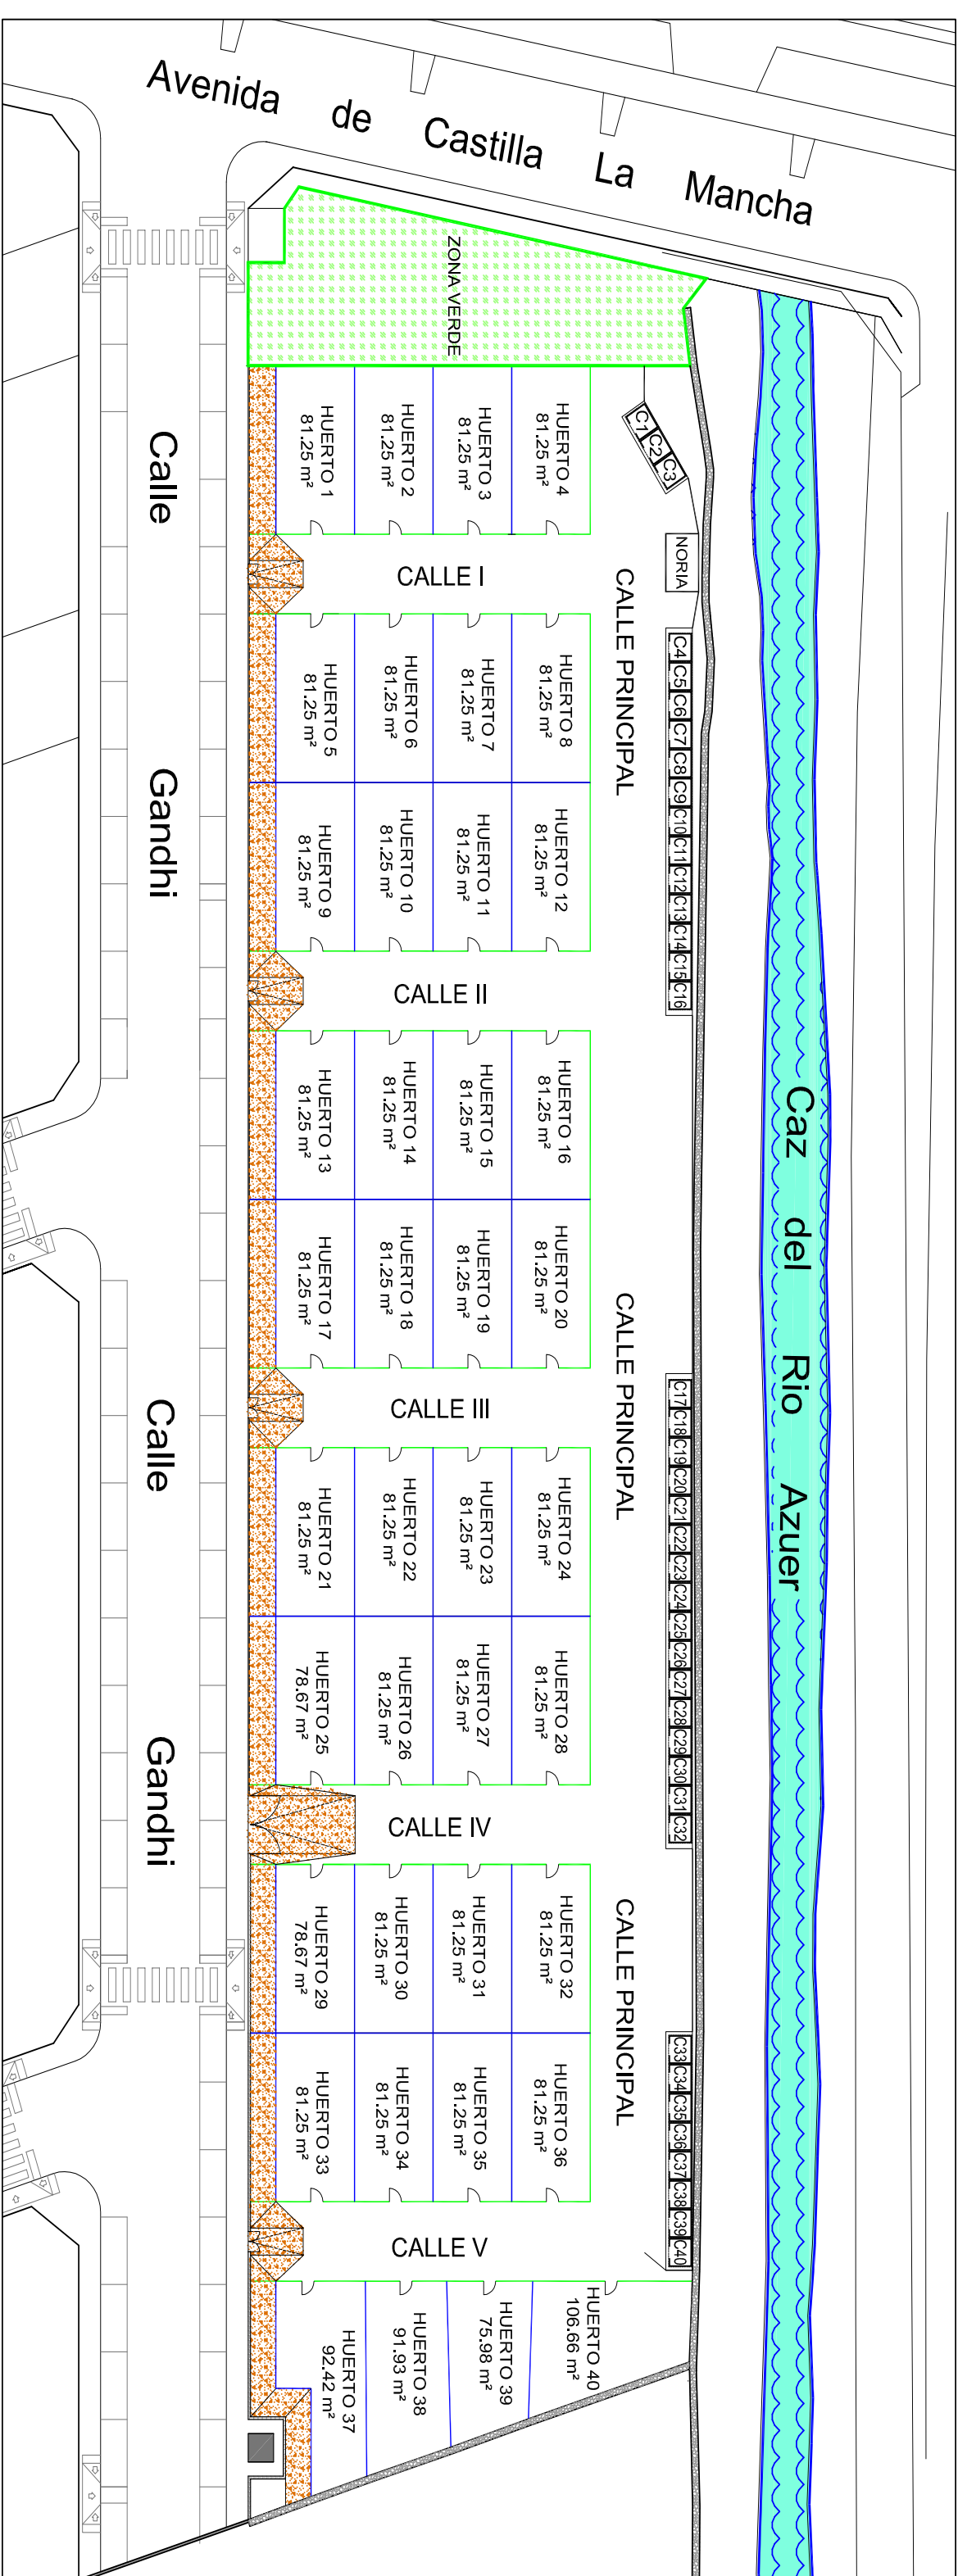 Avenida de Castilla La Mancha
ZONA VERDE
Calle Gandhi
HUERTO 1
81.25 m²
HUERTO 2
81.25 m²
HUERTO 3
81.25 m²
HUERTO 4
81.25 m²
C1 C2 C3
CALLE I
NORIA
CALLE PRINCIPAL
HUERTO 5
81.25 m²
HUERTO 6
81.25 m²
HUERTO 7
81.25 m²
HUERTO 8
81.25 m²
C4 C5 C6 C7 C8 C9 C10 C11 C12 C13 C14 C15 C16
HUERTO 9
81.25 m²
HUERTO 10
81.25 m²
HUERTO 11
81.25 m²
HUERTO 12
81.25 m²
CALLE II
HUERTO 13
81.25 m²
HUERTO 14
81.25 m²
HUERTO 15
81.25 m²
HUERTO 16
81.25 m²
Caz del Rio Azuer
HUERTO 17
81.25 m²
HUERTO 18
81.25 m²
HUERTO 19
81.25 m²
HUERTO 20
81.25 m²
CALLE PRINCIPAL
CALLE III
Calle Gandhi
C17 C18 C19 C20 C21 C22 C23 C24 C25 C26 C27 C28 C29 C30 C31 C32
HUERTO 21
81.25 m²
HUERTO 22
81.25 m²
HUERTO 23
81.25 m²
HUERTO 24
81.25 m²
HUERTO 25
78.67 m²
HUERTO 26
81.25 m²
HUERTO 27
81.25 m²
HUERTO 28
81.25 m²
CALLE IV
CALLE PRINCIPAL
HUERTO 29
78.67 m²
HUERTO 30
81.25 m²
HUERTO 31
81.25 m²
HUERTO 32
81.25 m²
HUERTO 33
81.25 m²
HUERTO 34
81.25 m²
HUERTO 35
81.25 m²
HUERTO 36
81.25 m²
C33 C34 C35 C36 C37 C38 C39 C40
CALLE V
HUERTO 37
92.42 m²
HUERTO 38
91.93 m²
HUERTO 39
75.98 m²
HUERTO 40
106.66 m²